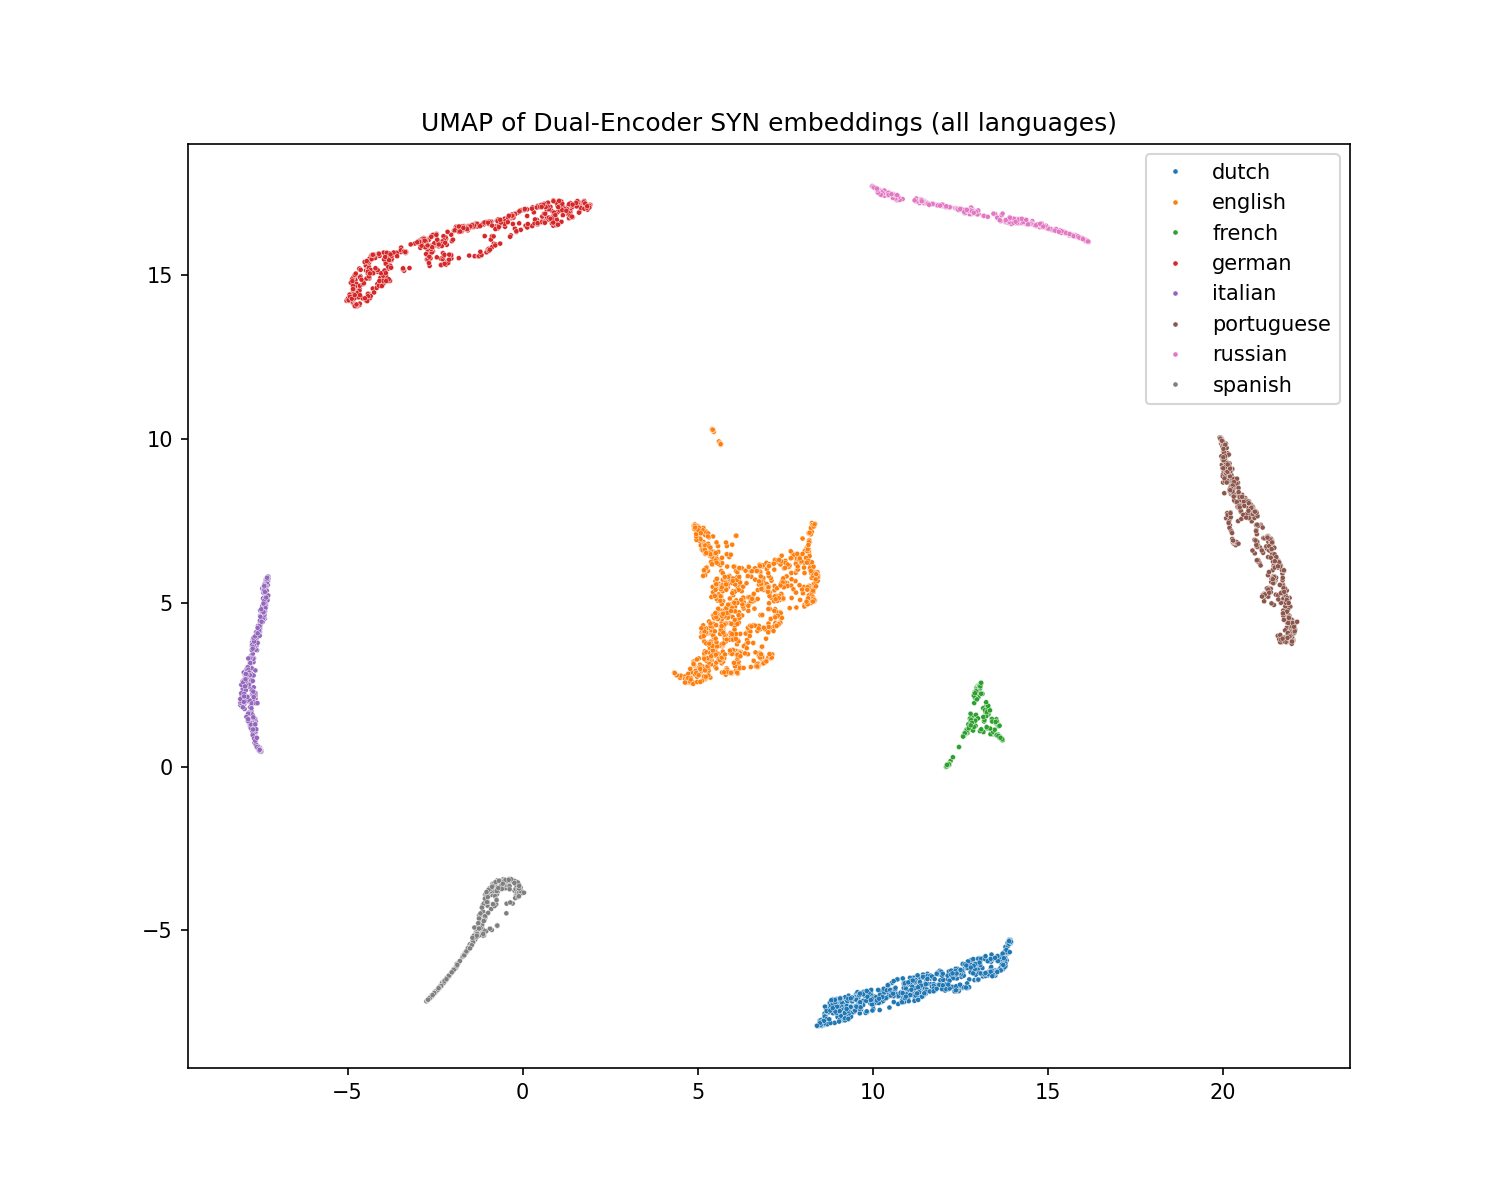 UMAP of Dual-Encoder SYN embeddings (all languages)
dutch
english
french
german
italian
portuguese
russian
spanish
15
10
5
0
−5
−5
0
5
10
15
20